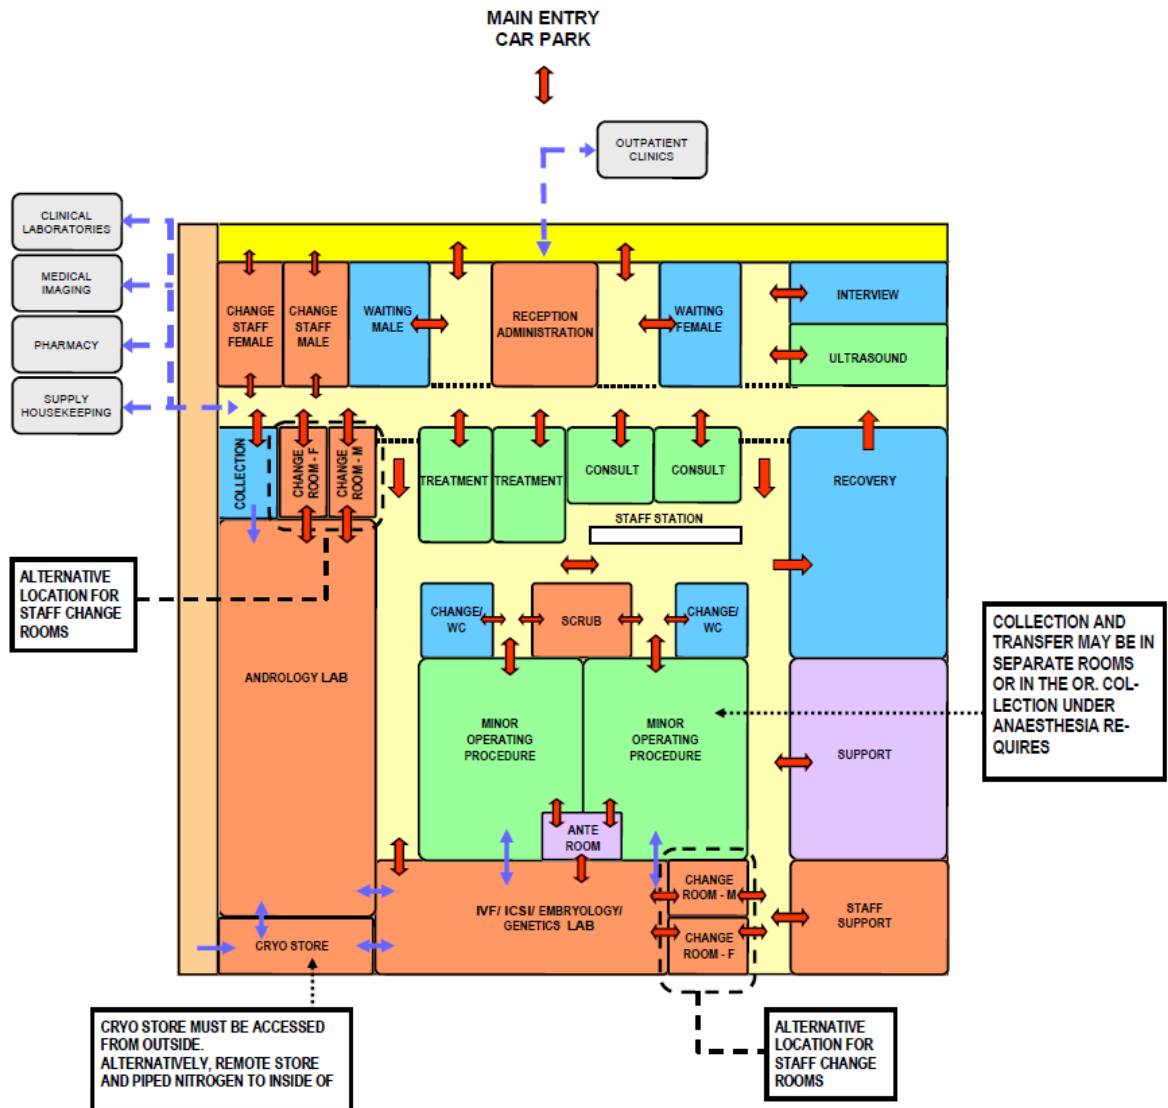 MAIN ENTRY
CAR PARK
OUTPATIENT
CLINICS
CLINICAL
LABORATORIES
MEDICAL
IMAGING
PHARMACY
SUPPLY
HOUSEKEEPING
CHANGE
STAFF
FEMALE
CHANGE
STAFF
MALE
WAITING
MALE
RECEPTION
ADMINISTRATION
WAITING
FEMALE
INTERVIEW
ULTRASOUND
COLLECTION
CHANGE
ROOM - F
CHANGE
ROOM - M
TREATMENT
TREATMENT
CONSULT
CONSULT
RECOVERY
STAFF STATION
ALTERNATIVE
LOCATION FOR
STAFF CHANGE
ROOMS
CHANGE/
WC
SCRUB
CHANGE/
WC
COLLECTION AND
TRANSFER MAY BE IN
SEPARATE ROOMS
OR IN THE OR. COL-
LECTION UNDER
ANAESTHESIA RE-
QUIRES
ANDROLOGY LAB
MINOR
OPERATING
PROCEDURE
MINOR
OPERATING
PROCEDURE
SUPPORT
ANTE
ROOM
CHANGE
ROOM - M
IVF/ ICSI/ EMBRYOLOGY/
GENETICS LAB
STAFF
SUPPORT
CHANGE
ROOM - F
CRYO STORE
CRYO STORE MUST BE ACCESSED
FROM OUTSIDE.
ALTERNATIVELY, REMOTE STORE
AND PIPED NITROGEN TO INSIDE OF
ALTERNATIVE
LOCATION FOR
STAFF CHANGE
ROOMS